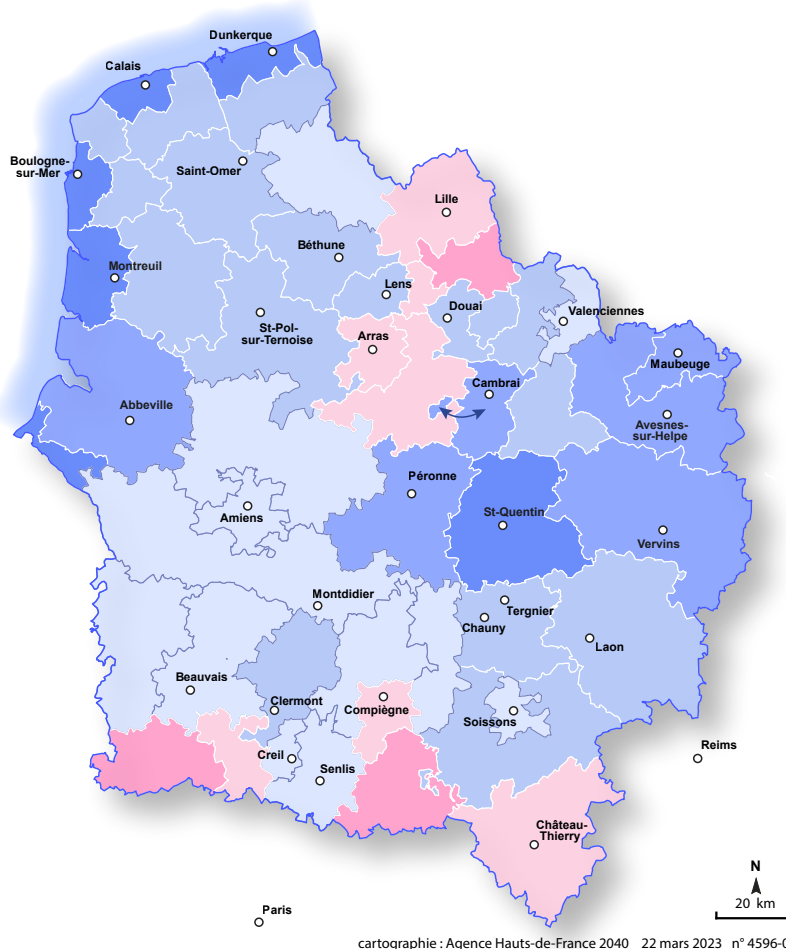 Dunkerque
Calais
Boulogne-
sur-Mer
Saint-Omer
Lille
Béthune
Montreuil
Lens
Douai
Valenciennes
St-Pol-
sur-Ternoise
Arras
Maubeuge
Cambrai
Abbeville
Avesnes-
sur-Helpe
Péronne
St-Quentin
Amiens
Vervins
Montdidier
Tergnier
Chauny
Laon
Beauvais
Clermont
Compiègne
Soissons
Creil
Senlis
Reims
Château-
Thierry
N
20 km
Paris
cartographie : Agence Hauts-de-France 2040 22 mars 2023 n° 4596-0